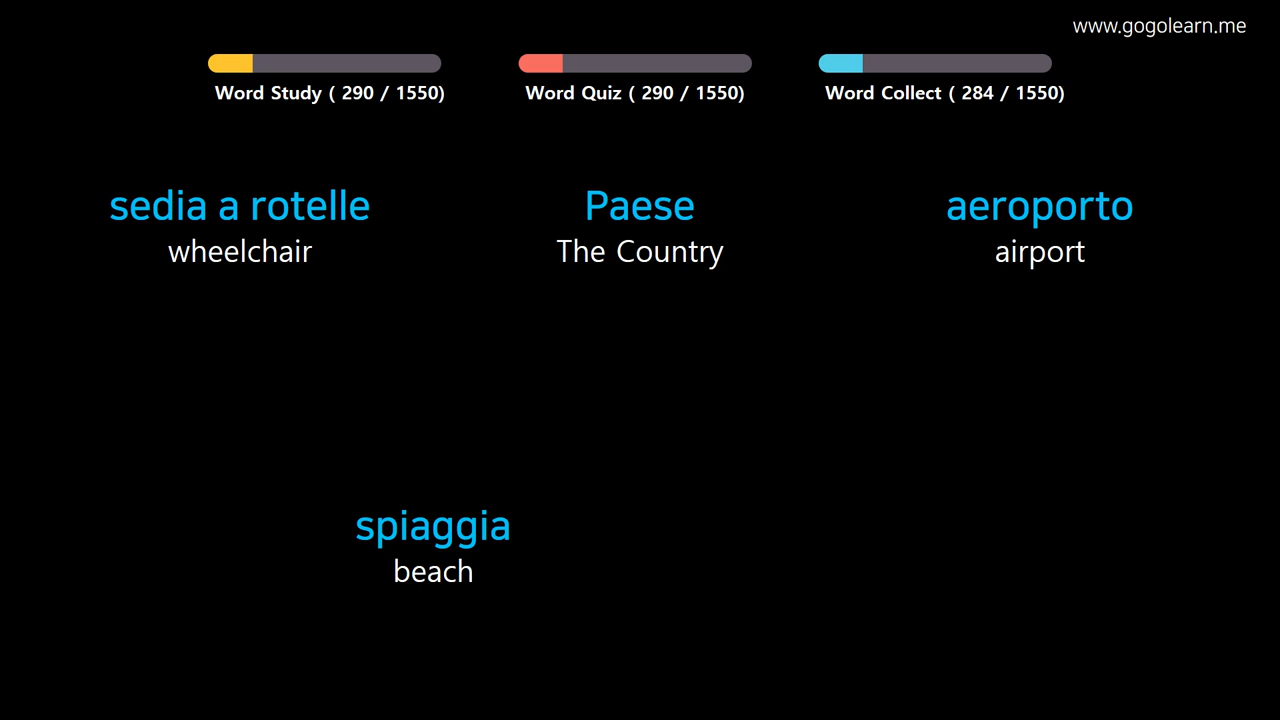 www.gogolearn.me
Word Study ( 290 / 1550)
Word Quiz ( 290 / 1550)
Word Collect ( 284 / 1550)
sedia a rotelle
wheelchair
Paese
The Country
aeroporto
airport
spiaggia
beach